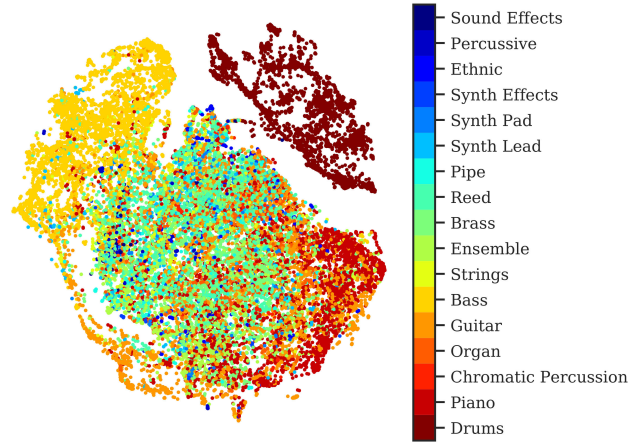 Sound Effects
Percussive
Ethnic
Synth Effects
Synth Pad
Synth Lead
Pipe
Reed
Brass
Ensemble
Strings
Bass
Guitar
Organ
Chromatic Percussion
Piano
Drums